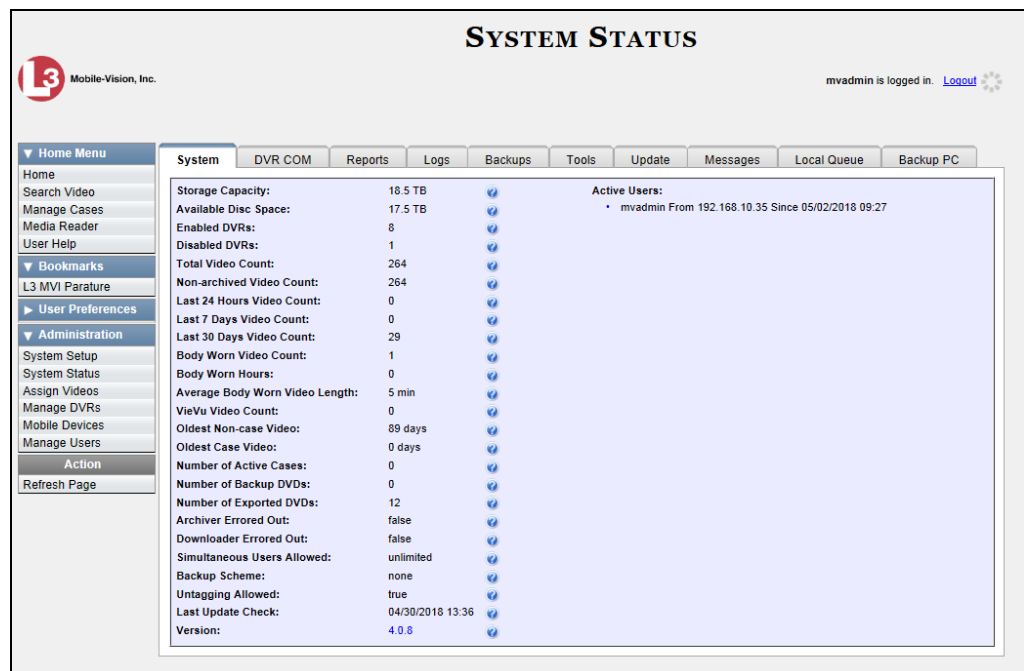 SYSTEM STATUS
L3 Mobile-Vision, Inc.
mvadmin is logged in. Logout
▼ Home Menu
Home
Search Video
Manage Cases
Media Reader
User Help
▼ Bookmarks
L3 MVI Parature
▶ User Preferences
▼ Administration
System Setup
System Status
Assign Videos
Manage DVRs
Mobile Devices
Manage Users
Action
Refresh Page
System DVR COM Reports Logs Backups Tools Update Messages Local Queue Backup PC
Storage Capacity: 18.5 TB
Available Disc Space: 17.5 TB
Enabled DVRs: 8
Disabled DVRs: 1
Total Video Count: 264
Non-archived Video Count: 264
Last 24 Hours Video Count: 0
Last 7 Days Video Count: 0
Last 30 Days Video Count: 29
Body Worn Video Count: 1
Body Worn Hours: 0
Average Body Worn Video Length: 5 min
VieVu Video Count: 0
Oldest Non-case Video: 89 days
Oldest Case Video: 0 days
Number of Active Cases: 0
Number of Backup DVDs: 0
Number of Exported DVDs: 12
Archiver Errored Out: false
Downloader Errored Out: false
Simultaneous Users Allowed: unlimited
Backup Scheme: none
Untagging Allowed: true
Last Update Check: 04/30/2018 13:36
Version: 4.0.8
Active Users:
• mvadmin From 192.168.10.35 Since 05/02/2018 09:27